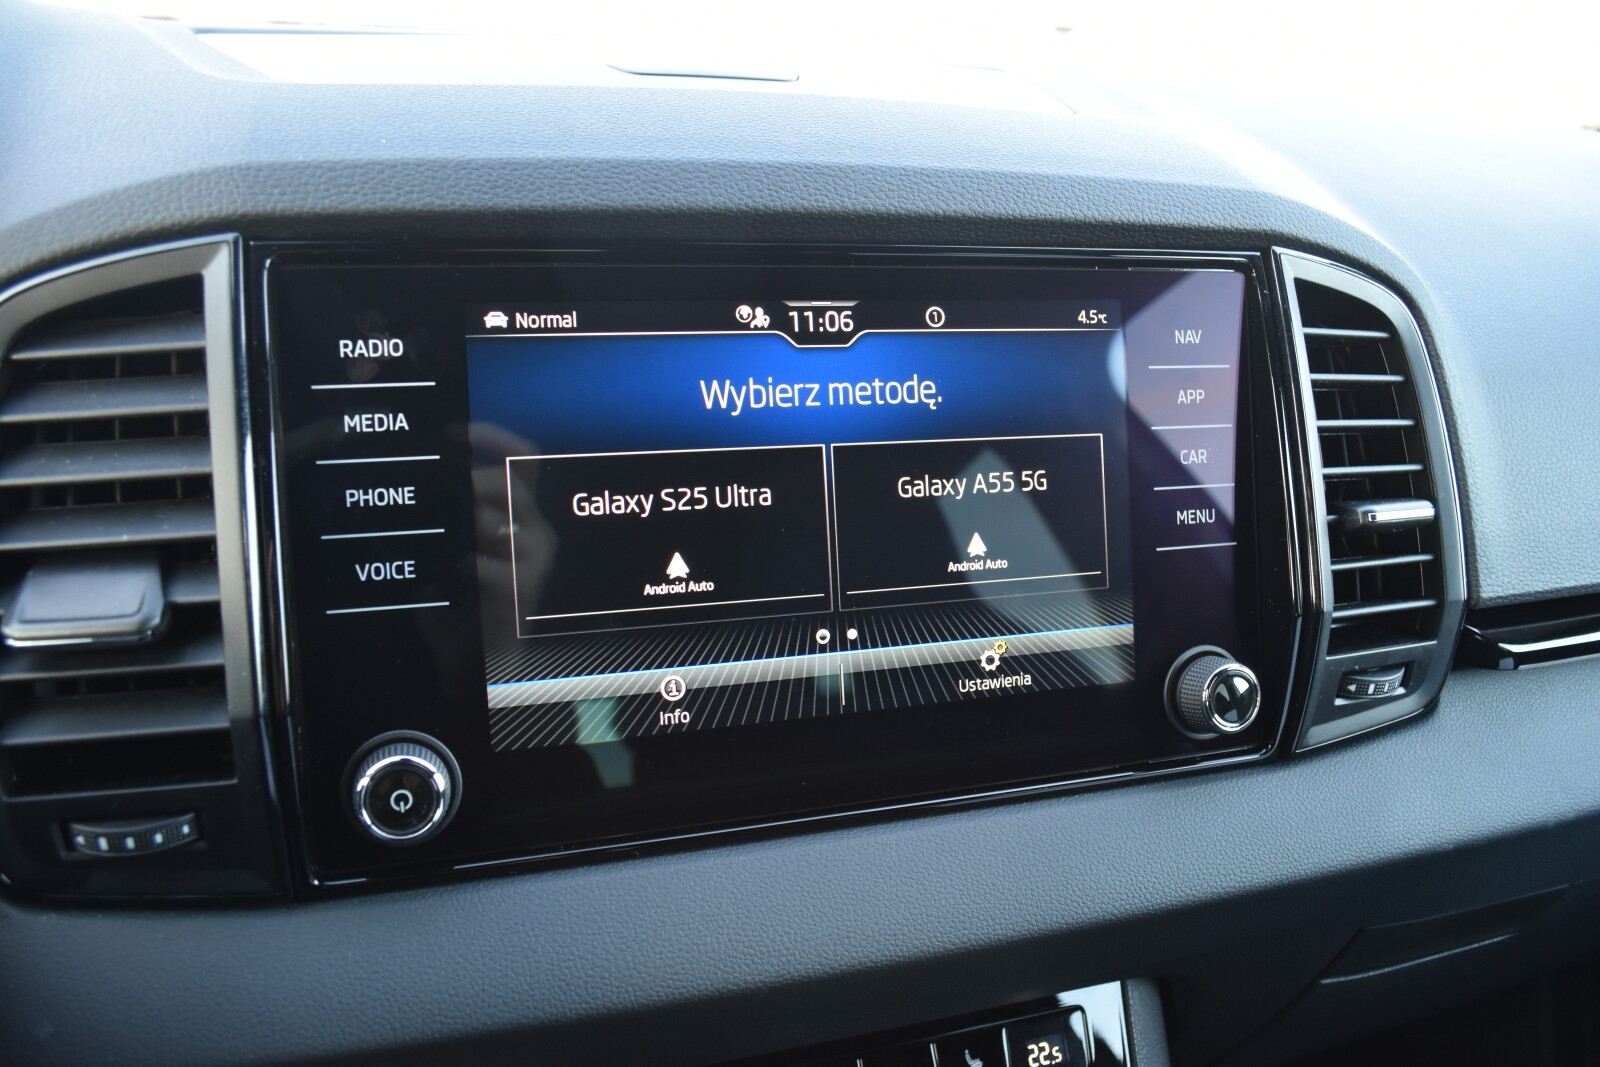 Normal
11:06
1
4.5°C
RADIO
MEDIA
PHONE
VOICE
Wybierz metodę.
Galaxy S25 Ultra
Android Auto
Galaxy A55 5G
Android Auto
Info
Ustawienia
NAV
APP
CAR
MENU
22.5